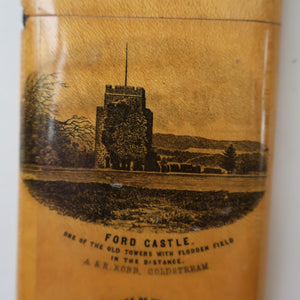 FORD CASTLE.
ONE OF THE OLD TOWERS WITH FLODDEN FIELD
IN THE DISTANCE.
A & R. ROBB, COLDSTREAM